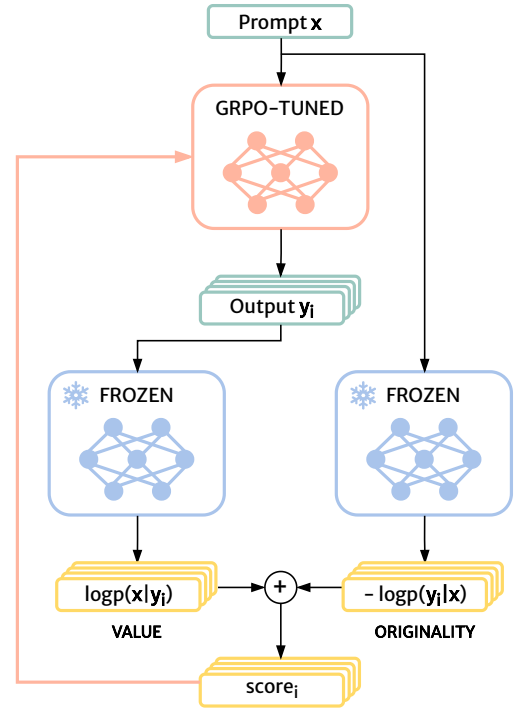 Prompt x
GRPO-TUNED
Output yᵢ
FROZEN
FROZEN
logp(x|yᵢ)
+
- logp(yᵢ|x)
VALUE
ORIGINALITY
scoreᵢ